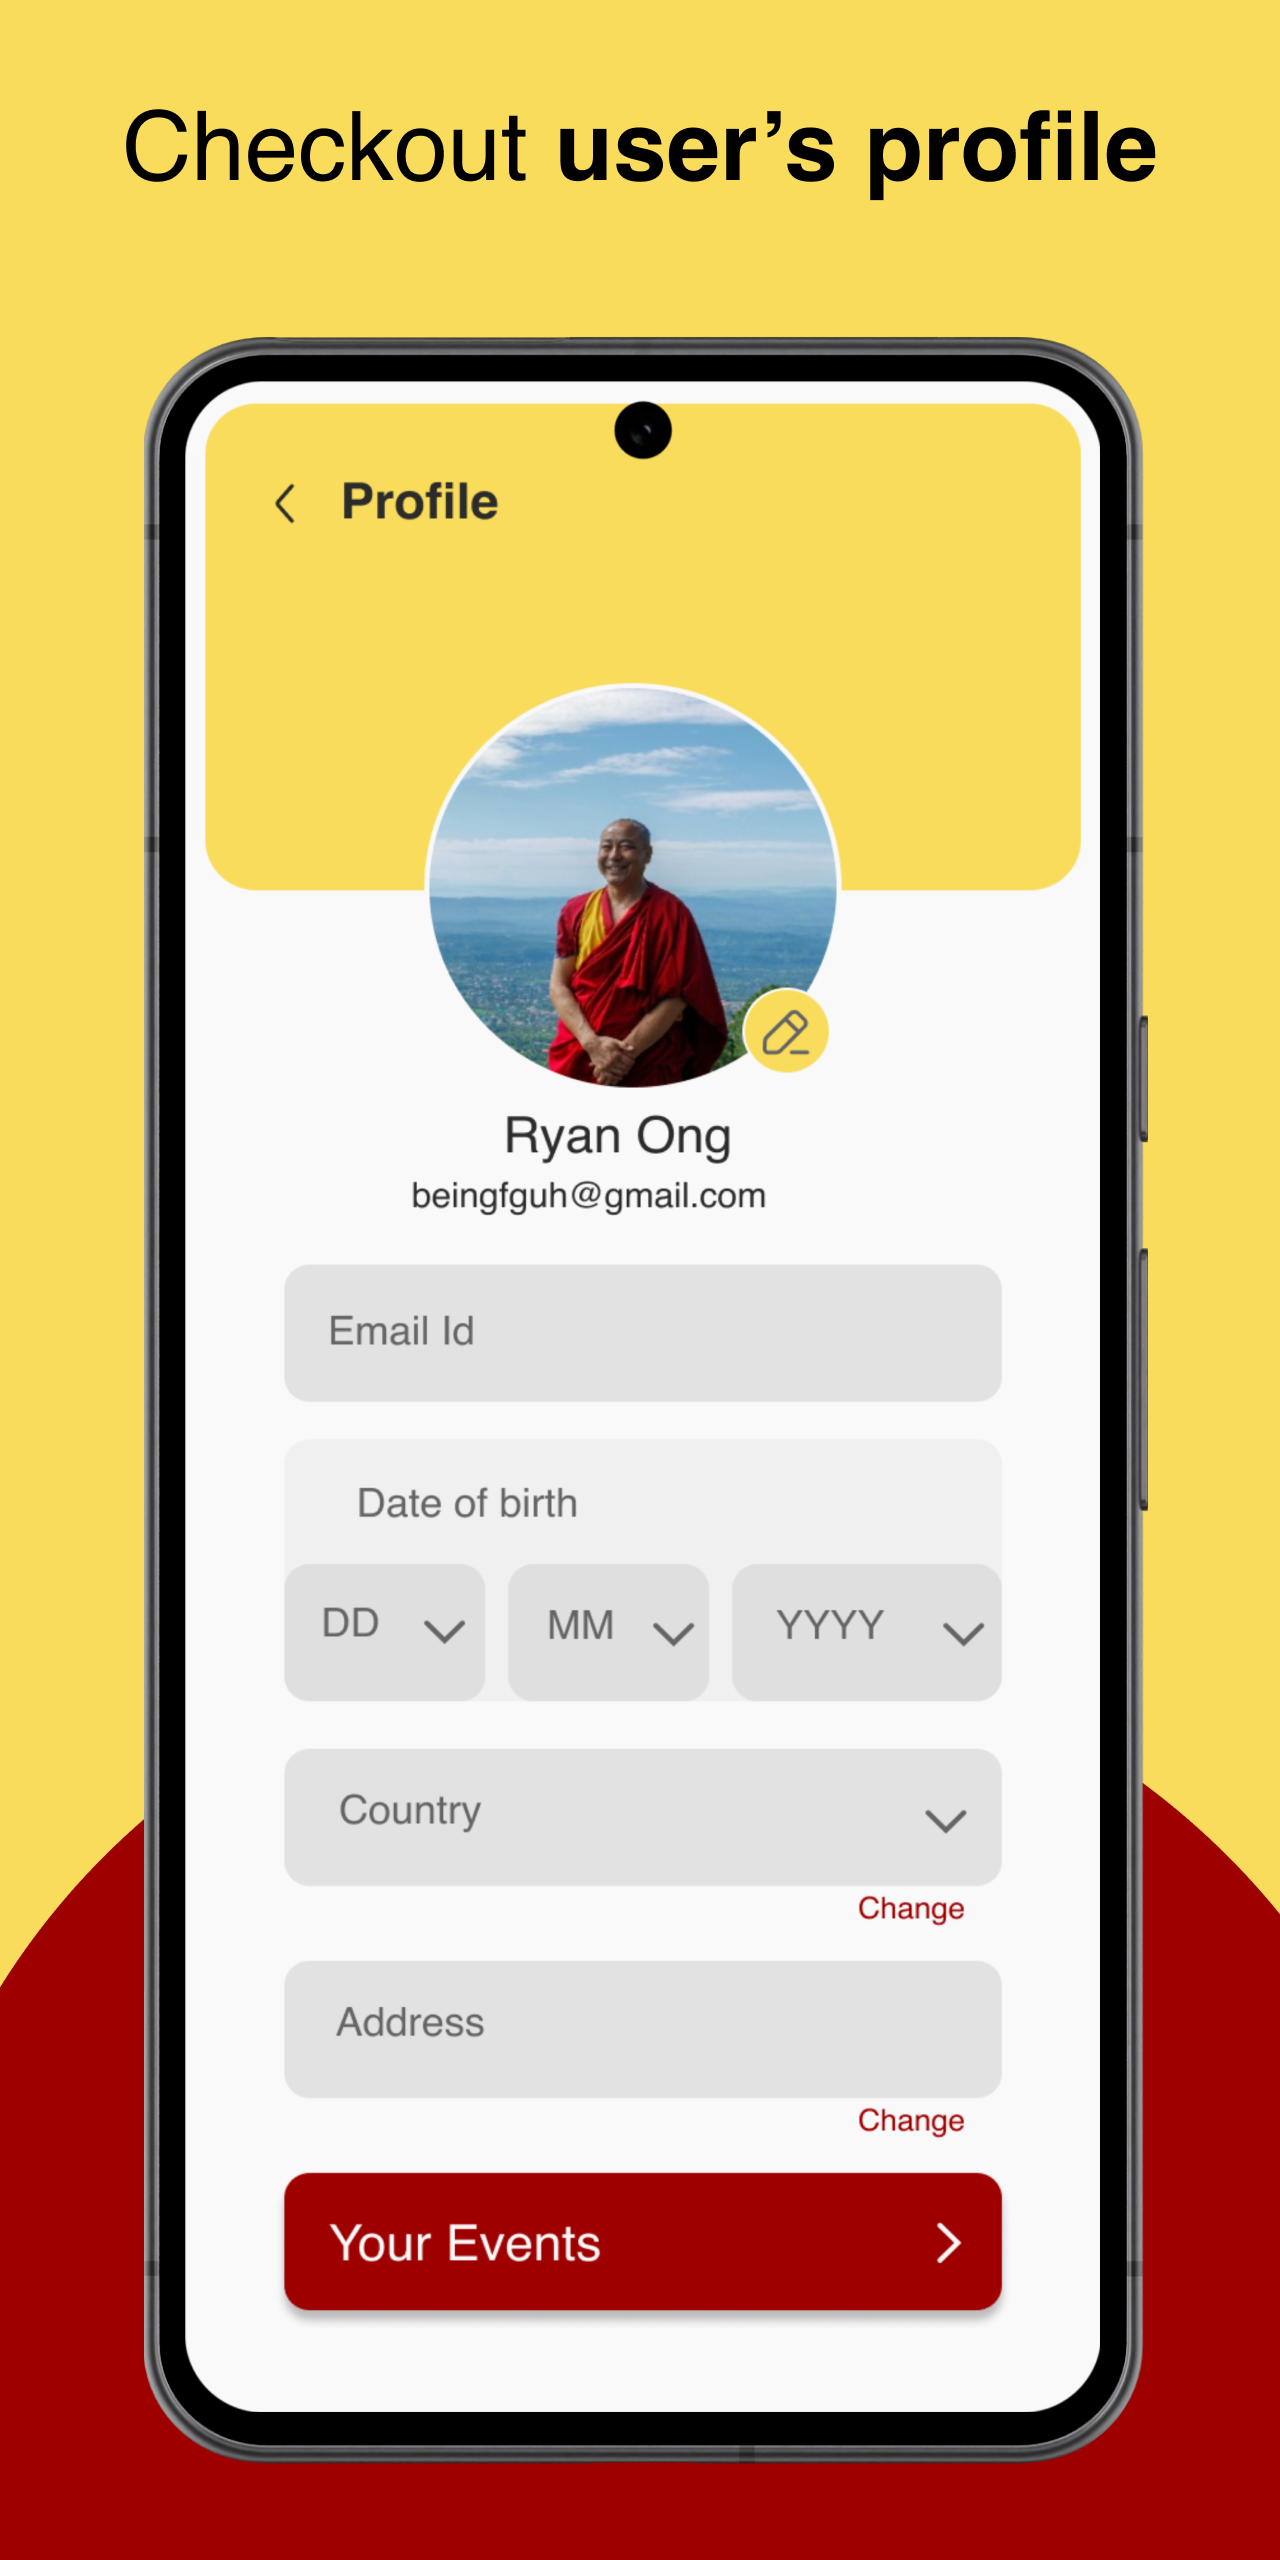 Checkout user’s profile
Profile
Ryan Ong
beingfguh@gmail.com
Email Id
Date of birth
DD MM YYYY
Country
Change
Address
Change
Your Events